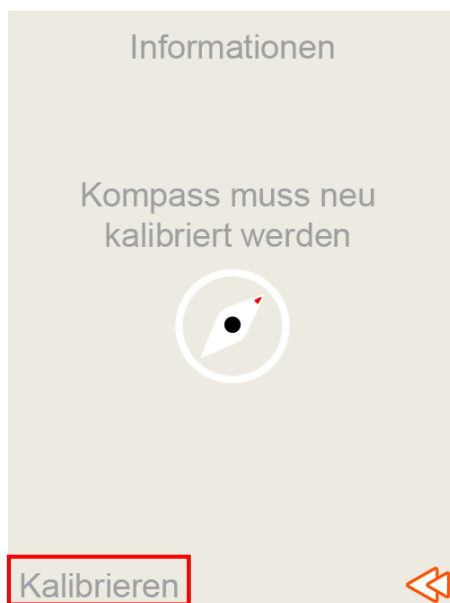 Informationen
Kompass muss neu
kalibriert werden
Kalibrieren